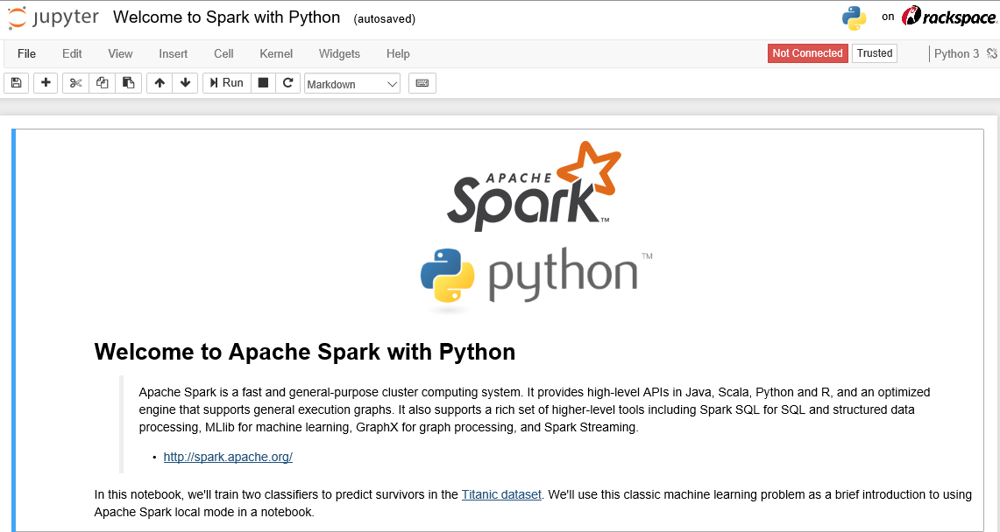 jupyter Welcome to Spark with Python (autosaved) on rackspace.
File Edit View Insert Cell Kernel Widgets Help Not Connected Trusted Python 3
Run Markdown
APACHE
Spark™
python™
Welcome to Apache Spark with Python
Apache Spark is a fast and general-purpose cluster computing system. It provides high-level APIs in Java, Scala, Python and R, and an optimized
engine that supports general execution graphs. It also supports a rich set of higher-level tools including Spark SQL for SQL and structured data
processing, MLlib for machine learning, GraphX for graph processing, and Spark Streaming.
• http://spark.apache.org/
In this notebook, we'll train two classifiers to predict survivors in the Titanic dataset. We'll use this classic machine learning problem as a brief introduction to using
Apache Spark local mode in a notebook.